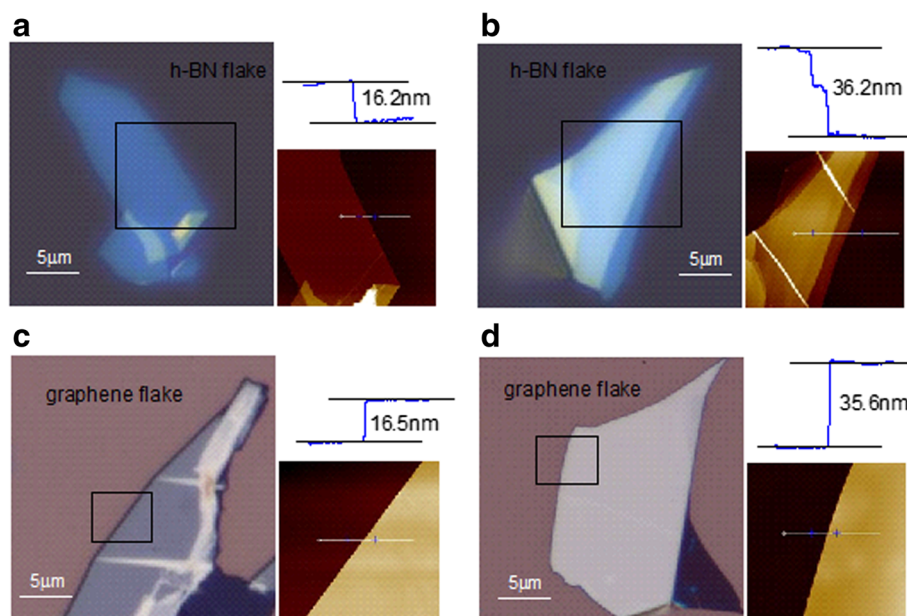 a
h-BN flake
16.2nm
5μm
b
h-BN flake
36.2nm
5μm
c
graphene flake
16.5nm
5μm
d
graphene flake
35.6nm
5μm